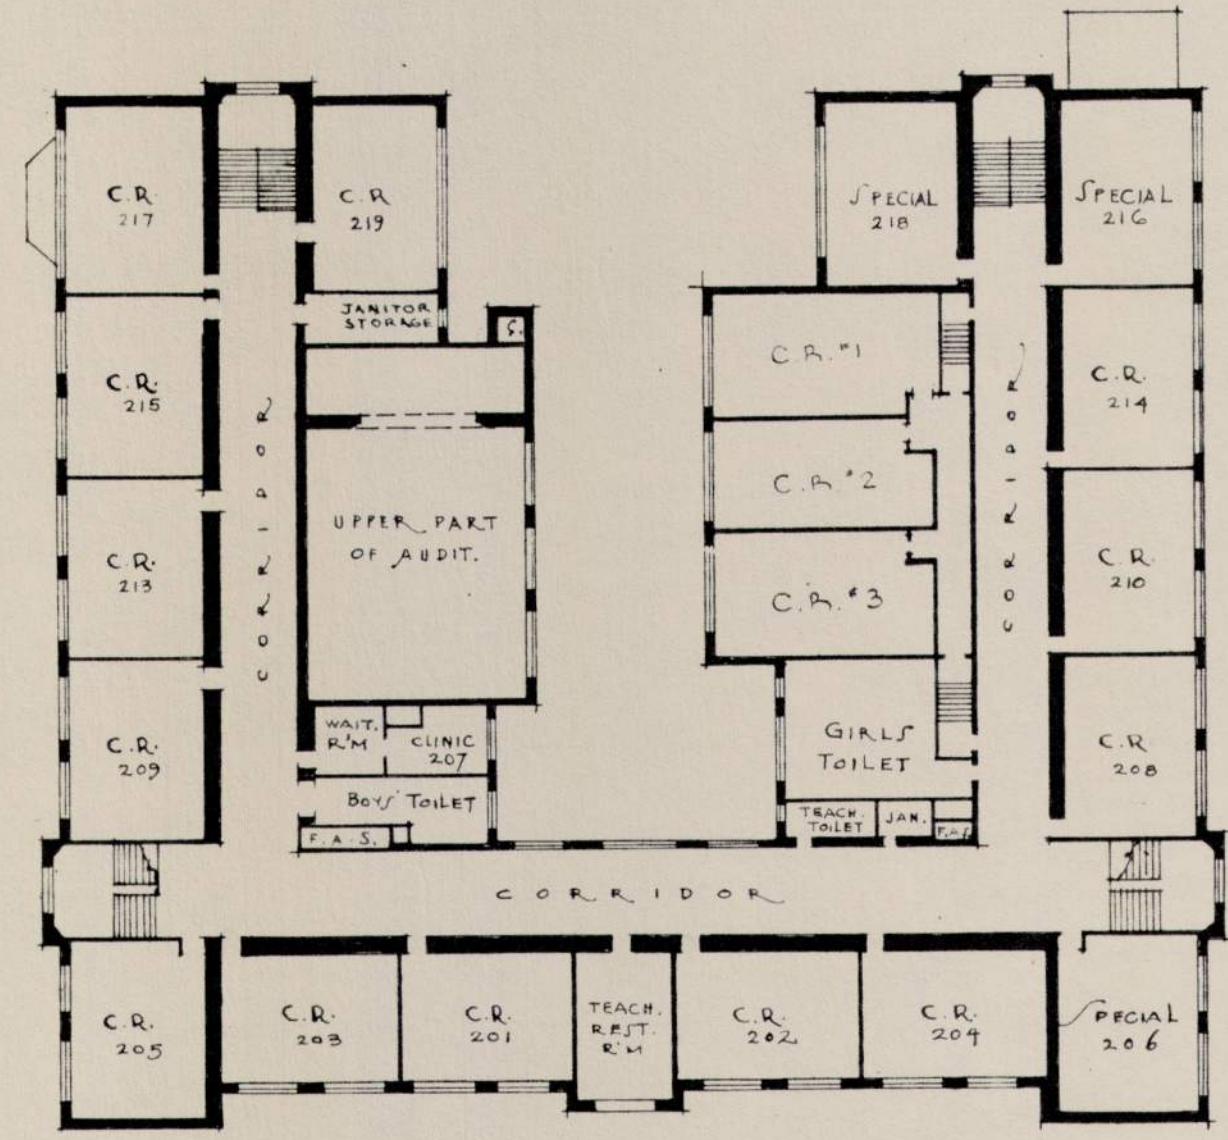 C.R.
217
C.R
219
SPECIAL
218
SPECIAL
216
JANITOR
STORAGE
S.
C.R. #1
C.R.
215
C.R.
214
CORRIDOR
CORRIDOR
UPPER PART
OF AUDIT.
C.R. #2
C.R.
213
C.R.
210
C.R. #3
WAIT.
R'M
CLINIC
207
GIRLS
TOILET
C.R.
209
C.R
208
BOYS' TOILET
F.A.S.
TEACH.
TOILET
JAN.
F.A.S.
CORRIDOR
C.R.
205
C.R.
203
C.R.
201
TEACH.
REST.
R'M
C.R.
202
C.R.
204
SPECIAL
206